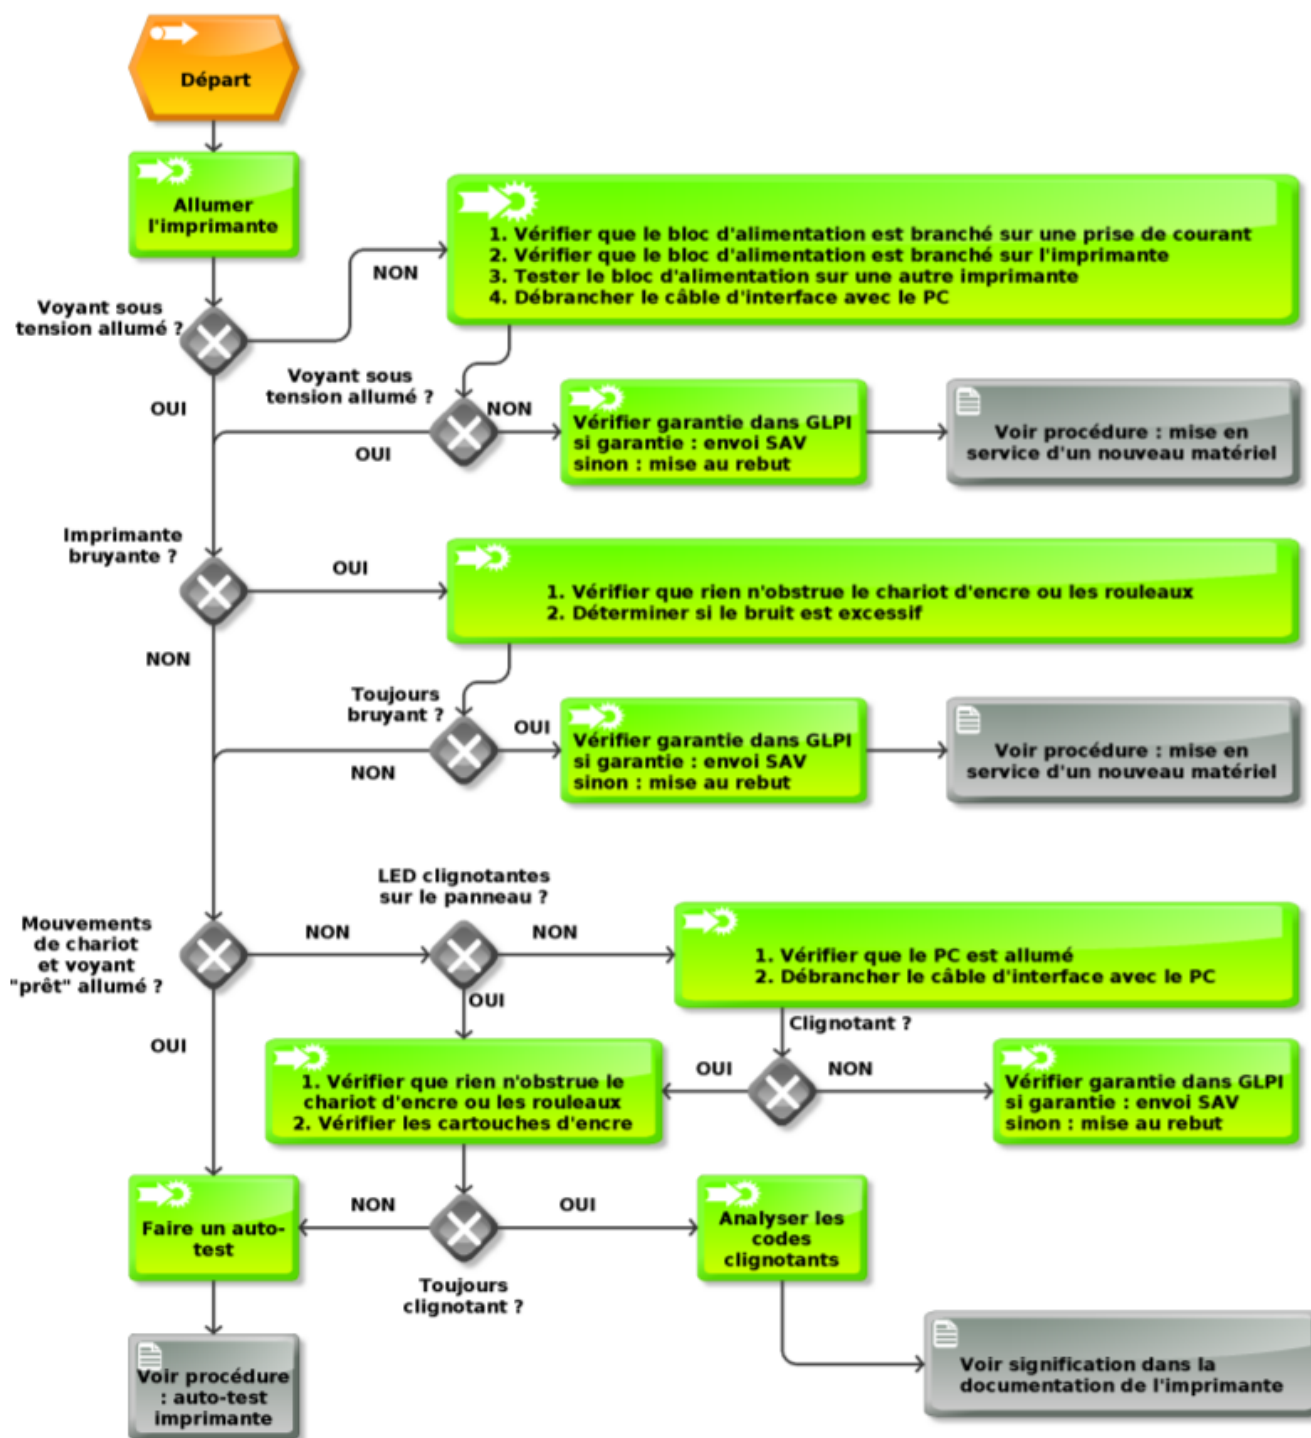 Départ
Allumer
l'imprimante
Voyant sous
tension allumé ?
NON
1. Vérifier que le bloc d'alimentation est branché sur une prise de courant
2. Vérifier que le bloc d'alimentation est branché sur l'imprimante
3. Tester le bloc d'alimentation sur une autre imprimante
4. Débrancher le câble d'interface avec le PC
OUI
Voyant sous
tension allumé ?
NON
OUI
Vérifier garantie dans GLPI
si garantie : envoi SAV
sinon : mise au rebut
Voir procédure : mise en
service d'un nouveau matériel
Imprimante
bruyante ?
OUI
1. Vérifier que rien n'obstrue le chariot d'encre ou les rouleaux
2. Déterminer si le bruit est excessif
NON
Toujours
bruyant ?
OUI
NON
Vérifier garantie dans GLPI
si garantie : envoi SAV
sinon : mise au rebut
Voir procédure : mise en
service d'un nouveau matériel
Mouvements
de chariot
et voyant
"prêt" allumé ?
NON
LED clignotantes
sur le panneau ?
NON
1. Vérifier que le PC est allumé
2. Débrancher le câble d'interface avec le PC
OUI
OUI
Clignotant ?
OUI
NON
1. Vérifier que rien n'obstrue le
chariot d'encre ou les rouleaux
2. Vérifier les cartouches d'encre
Vérifier garantie dans GLPI
si garantie : envoi SAV
sinon : mise au rebut
Faire un auto-
test
NON
OUI
Toujours
clignotant ?
Analyser les
codes
clignotants
Voir procédure
: auto-test
imprimante
Voir signification dans la
documentation de l'imprimante